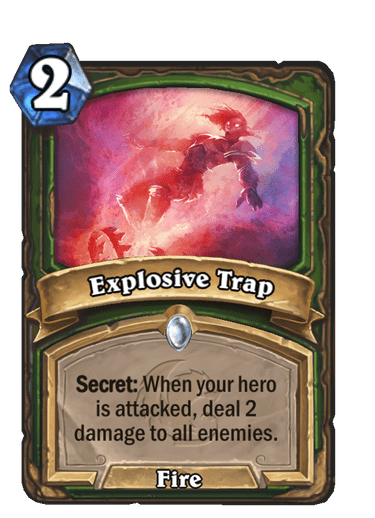 2
Explosive Trap
Secret: When your hero
is attacked, deal 2
damage to all enemies.
Fire